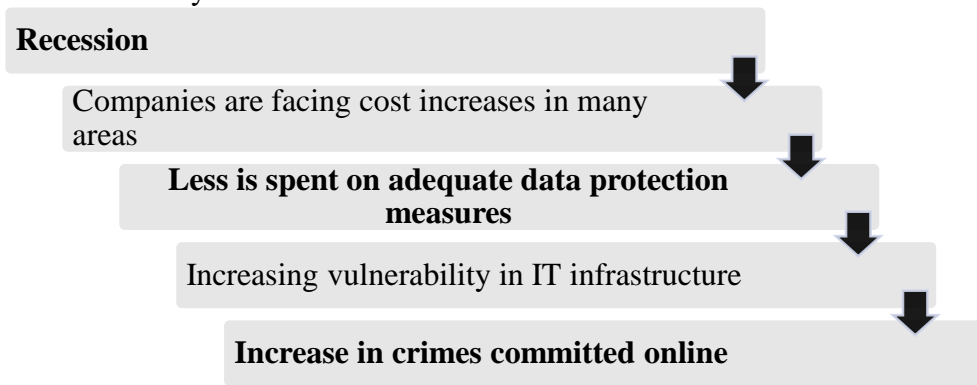 Recession
Companies are facing cost increases in many
areas
Less is spent on adequate data protection
measures
Increasing vulnerability in IT infrastructure
Increase in crimes committed online